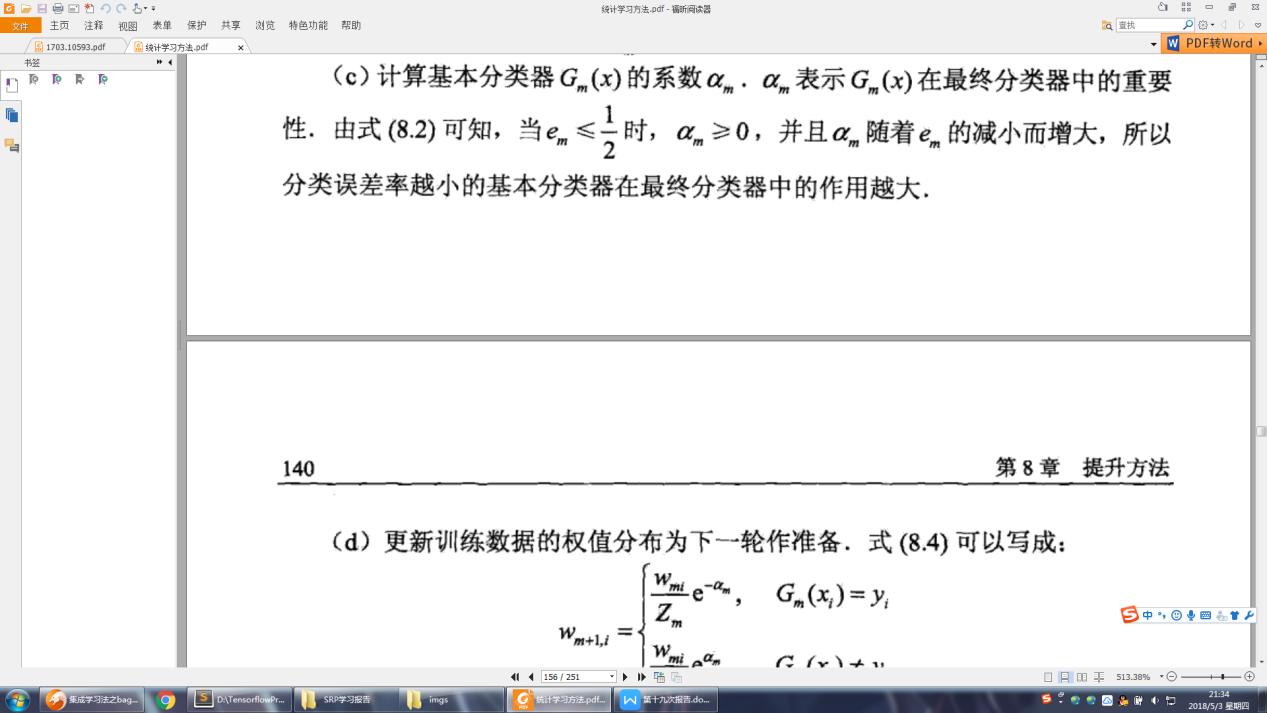 统计学习方法.pdf - 福昕阅读器
文件 主页 注释 视图 表单 保护 共享 浏览 特色功能 帮助
查找
1703.10593.pdf 统计学习方法.pdf
PDF转Word
书签
(c) 计算基本分类器 Gₘ(x) 的系数 αₘ. αₘ 表示 Gₘ(x) 在最终分类器中的重要
性. 由式 (8.2) 可知, 当 eₘ ≤ 1/2 时, αₘ ≥ 0, 并且 αₘ 随着 eₘ 的减小而增大, 所以
分类误差率越小的基本分类器在最终分类器中的作用越大.
140 第 8 章 提升方法
(d) 更新训练数据的权值分布为下一轮作准备. 式 (8.4) 可以写成:
w_{m+1,i} = { w_{mi}/Z_m e^{-α_m}, G_m(x_i) = y_i
w_{mi} e^{α_m} G (x ) ≠ y
中
156 / 251
513.38%
集成学习法之bag...
D:\TensorflowPr...
SRP学习报告
imgs
统计学习方法.pdf...
第十九次报告.do...
21:34
2018/5/3 星期四